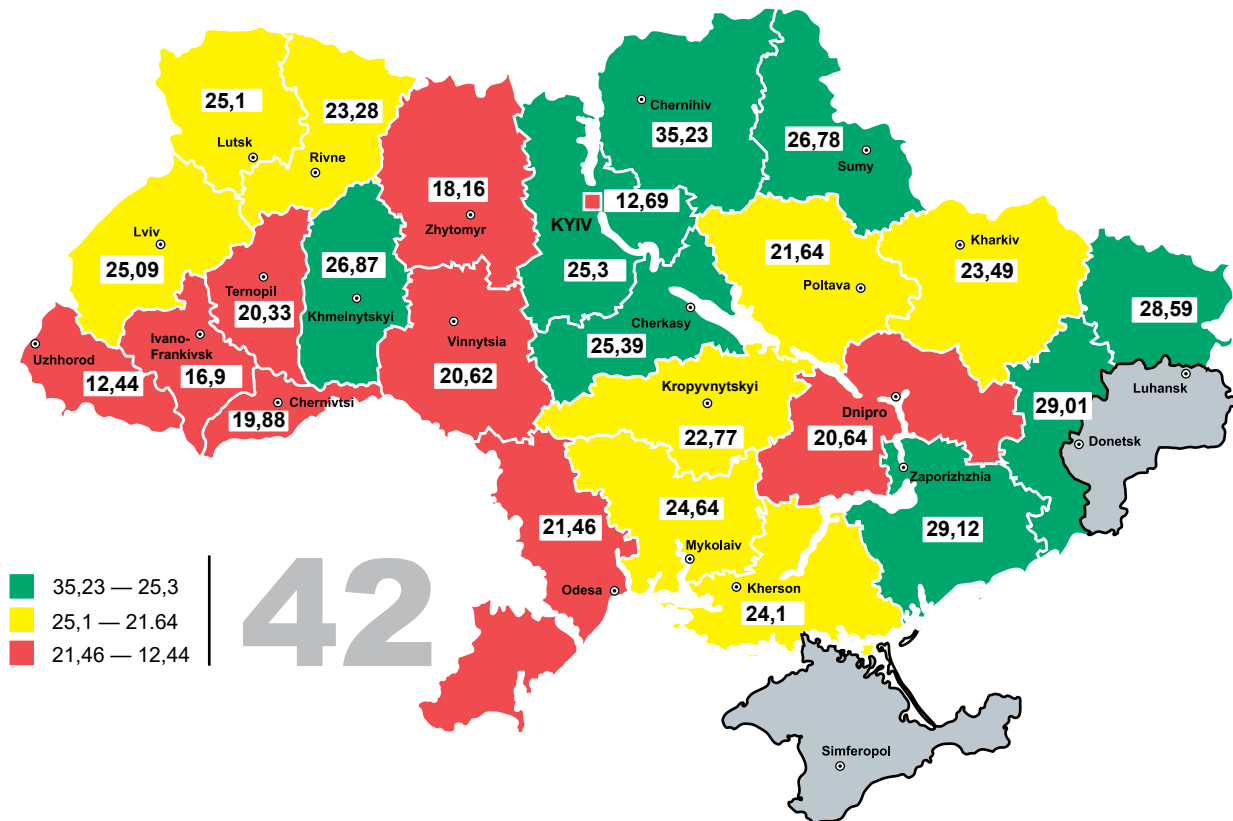 25,1
Lutsk
23,28
Rivne
18,16
Zhytomyr
Chernihiv
35,23
26,78
Sumy
12,69
KYIV
25,3
Lviv
25,09
Ternopil
20,33
26,87
Khmelnytskyi
Vinnytsia
20,62
Cherkasy
25,39
21,64
Poltava
Kharkiv
23,49
28,59
Luhansk
Uzhhorod
12,44
Ivano-
Frankivsk
16,9
Chernivtsi
19,88
Kropyvnytskyi
22,77
Dnipro
20,64
29,01
Donetsk
Zaporizhzhia
29,12
21,46
Odesa
24,64
Mykolaiv
Kherson
24,1
Simferopol
35,23 — 25,3
25,1 — 21.64
21,46 — 12,44
42